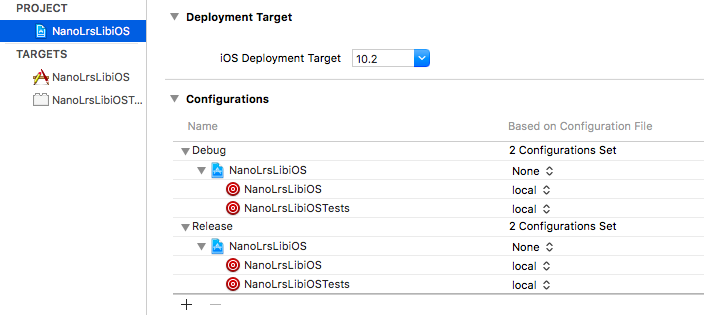 PROJECT
NanoLrsLibiOS
TARGETS
NanoLrsLibiOS
NanoLrsLibiOST...
Deployment Target
iOS Deployment Target 10.2
Configurations
Name Based on Configuration File
Debug 2 Configurations Set
NanoLrsLibiOS None
NanoLrsLibiOS local
NanoLrsLibiOSTests local
Release 2 Configurations Set
NanoLrsLibiOS None
NanoLrsLibiOS local
NanoLrsLibiOSTests local